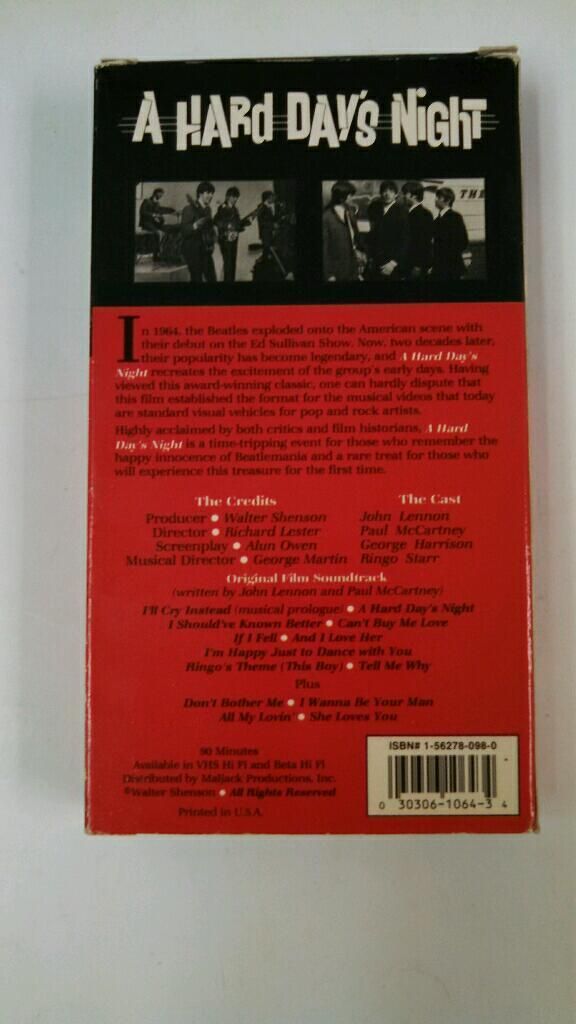 A HARD DAY'S NIGHT
THE
In 1964, the Beatles exploded onto the American scene with
their debut on the Ed Sullivan Show. Now, two decades later,
their popularity has become legendary, and A Hard Day's
Night recreates the excitement of the group's early days. Having
viewed this award-winning classic, one can hardly dispute that
this film established the format for the musical videos that today
are standard visual vehicles for pop and rock artists.
Highly acclaimed by both critics and film historians, A Hard
Day's Night is a time-tripping event for those who remember the
happy innocence of Beatlemania and a rare treat for those who
will experience this treasure for the first time.
The Credits
Producer • Walter Shenson
Director • Richard Lester
Screenplay • Alun Owen
Musical Director • George Martin
The Cast
John Lennon
Paul McCartney
George Harrison
Ringo Starr
Original Film Soundtrack
(written by John Lennon and Paul McCartney)
I'll Cry Instead (musical prologue) • A Hard Day's Night
I Should've Known Better • Can't Buy Me Love
If I Fell • And I Love Her
I'm Happy Just to Dance with You
Ringo's Theme (This Boy) • Tell Me Why
Plus
Don't Bother Me • I Wanna Be Your Man
All My Lovin' • She Loves You
90 Minutes
Available in VHS Hi Fi and Beta Hi Fi
Distributed by Maljack Productions, Inc.
©Walter Shenson • All Rights Reserved
Printed in U.S.A.
ISBN# 1-56278-098-0
0 30306-1064-3 4